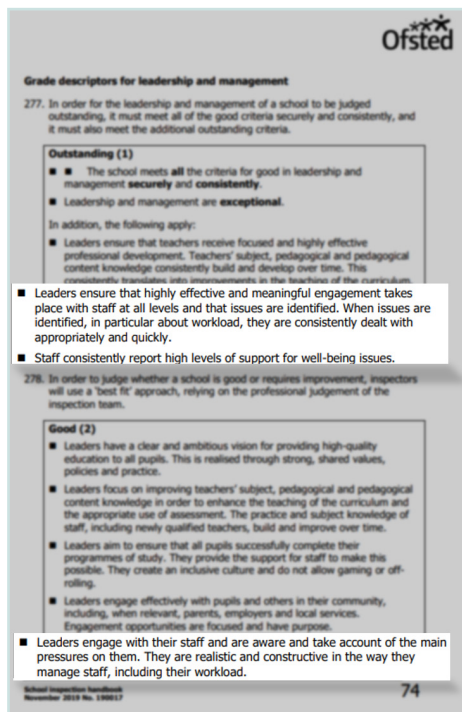 Ofsted
Grade descriptors for leadership and management
277. In order for the leadership and management of a school to be judged
outstanding, it must meet all of the good criteria securely and consistently, and
it must also meet the additional outstanding criteria.
Outstanding (1)
■ ■ The school meets all the criteria for good in leadership and
management securely and consistently.
■ Leadership and management are exceptional.
In addition, the following apply:
■ Leaders ensure that teachers receive focused and highly effective
professional development. Teachers' subject, pedagogical and pedagogical
content knowledge consistently build and develop over time. This
consistently translates into improvements in the teaching of the curriculum.
■ Leaders ensure that highly effective and meaningful engagement takes
place with staff at all levels and that issues are identified. When issues are
identified, in particular about workload, they are consistently dealt with
appropriately and quickly.
■ Staff consistently report high levels of support for well-being issues.
278. In order to judge whether a school is good or requires improvement, inspectors
will use a 'best fit' approach, relying on the professional judgement of the
inspection team.
Good (2)
■ Leaders have a clear and ambitious vision for providing high-quality
education to all pupils. This is realised through strong, shared values,
policies and practice.
■ Leaders focus on improving teachers' subject, pedagogical and pedagogical
content knowledge in order to enhance the teaching of the curriculum and
the appropriate use of assessment. The practice and subject knowledge of
staff, including newly qualified teachers, build and improve over time.
■ Leaders aim to ensure that all pupils successfully complete their
programmes of study. They provide the support for staff to make this
possible. They create an inclusive culture and do not allow gaming or off-
rolling.
■ Leaders engage effectively with pupils and others in their community,
including, when relevant, parents, employers and local services.
Engagement opportunities are focused and have purpose.
■ Leaders engage with their staff and are aware and take account of the main
pressures on them. They are realistic and constructive in the way they
manage staff, including their workload.
School inspection handbook
November 2019 No. 190017
74